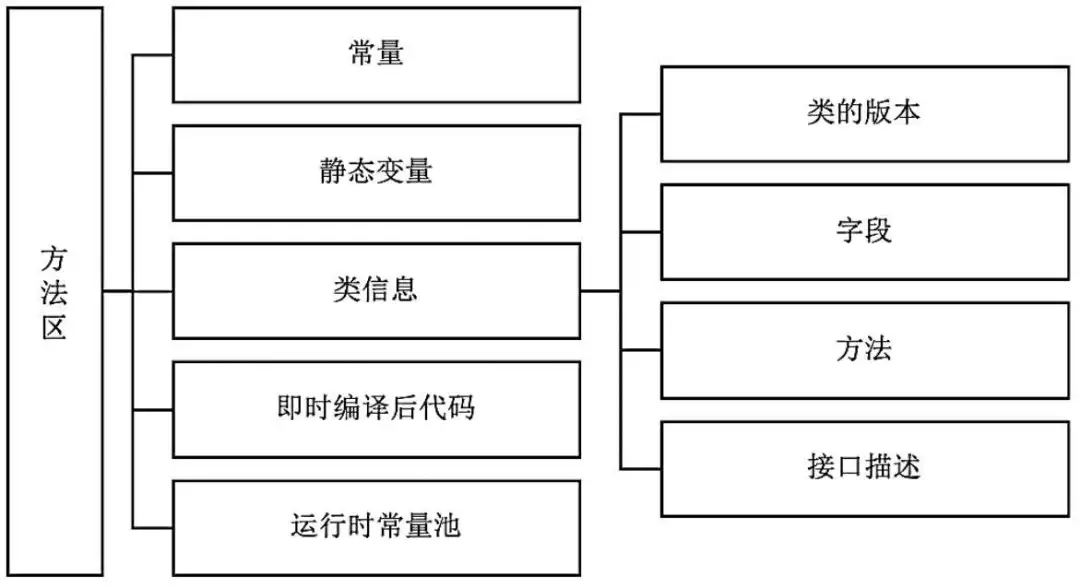 方法区
常量
静态变量
类信息
即时编译后代码
运行时常量池
类的版本
字段
方法
接口描述